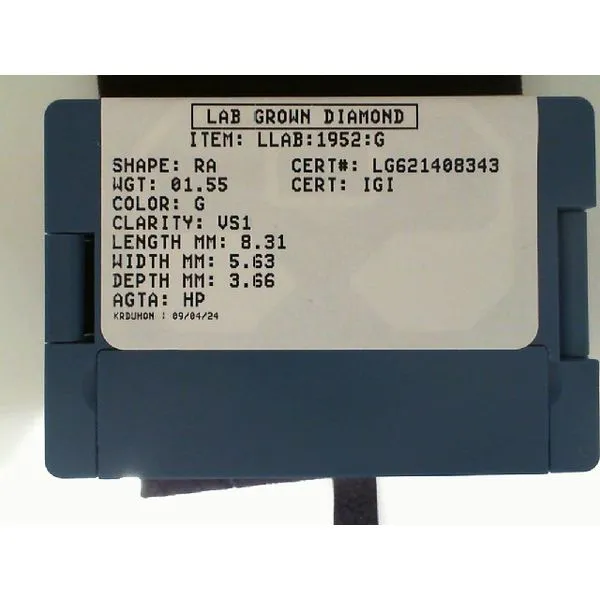 LAB GROWN DIAMOND
ITEM: LLAB:1952:G
SHAPE: RA CERT#: LG621408343
WGT: 01.55 CERT: IGI
COLOR: G
CLARITY: VS1
LENGTH MM: 8.31
WIDTH MM: 5.63
DEPTH MM: 3.66
AGTA: HP
KRDUHON : 09/04/24